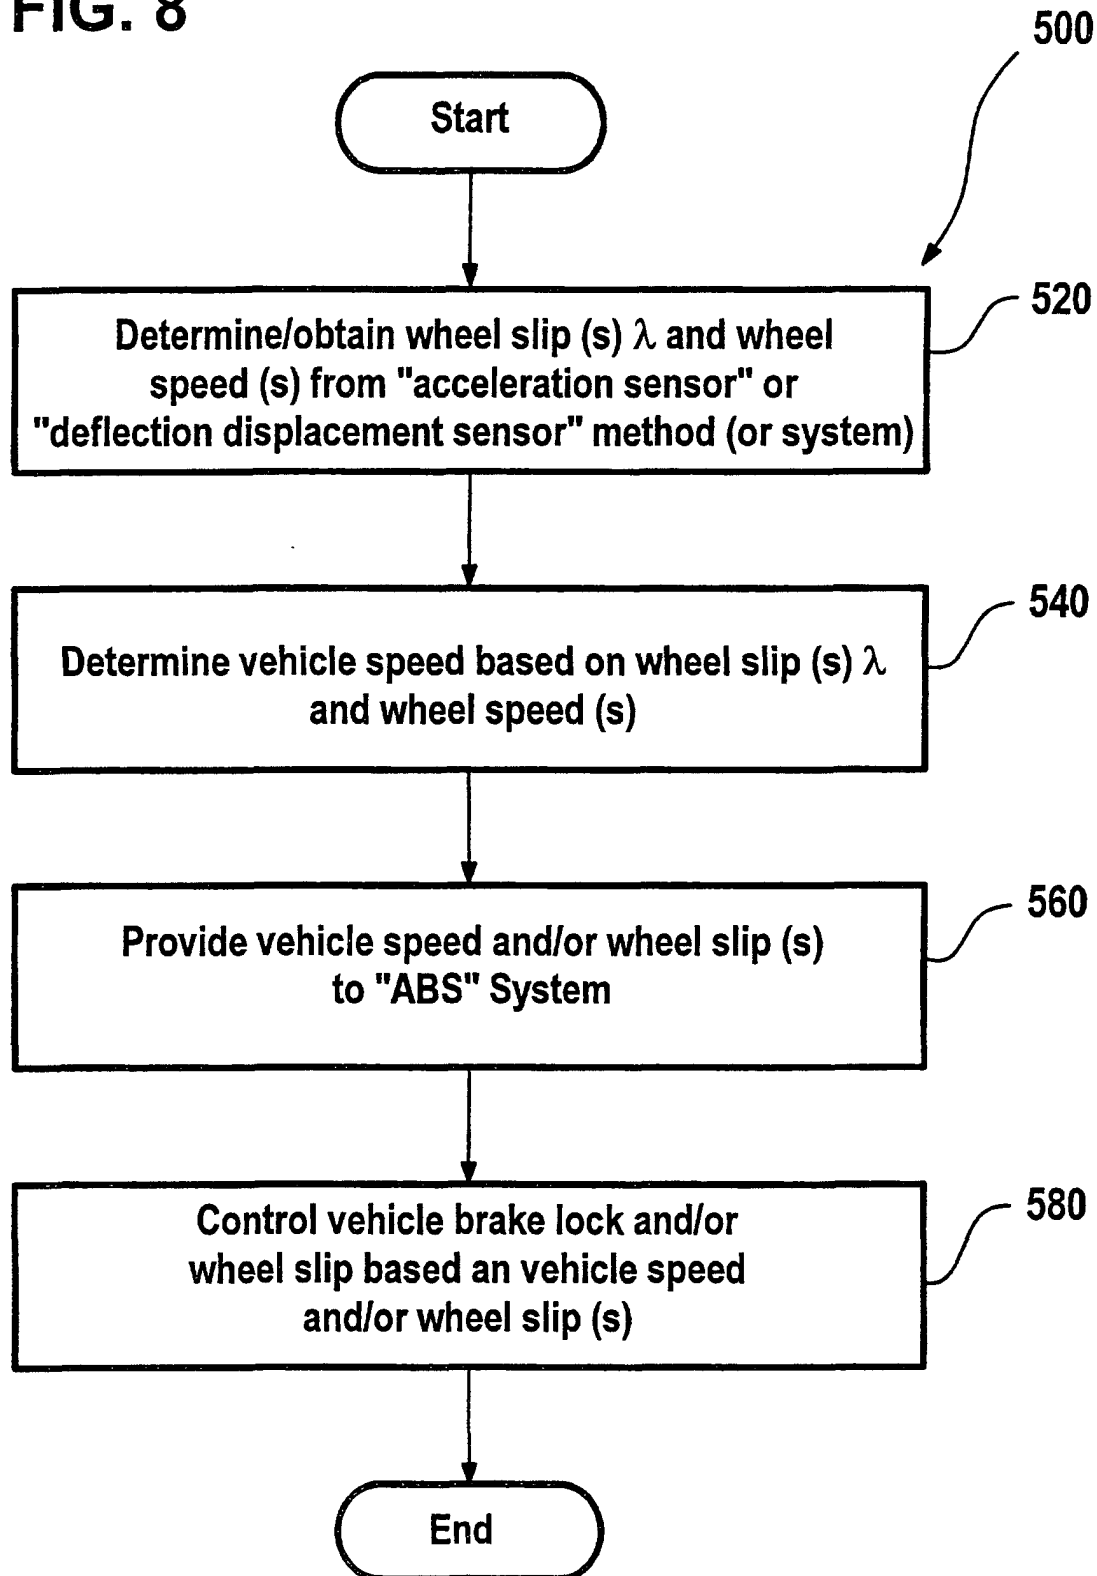 FIG. 8
500
Start
520
Determine/obtain wheel slip (s) λ and wheel
speed (s) from "acceleration sensor" or
"deflection displacement sensor" method (or system)
540
Determine vehicle speed based on wheel slip (s) λ
and wheel speed (s)
560
Provide vehicle speed and/or wheel slip (s)
to "ABS" System
580
Control vehicle brake lock and/or
wheel slip based an vehicle speed
and/or wheel slip (s)
End